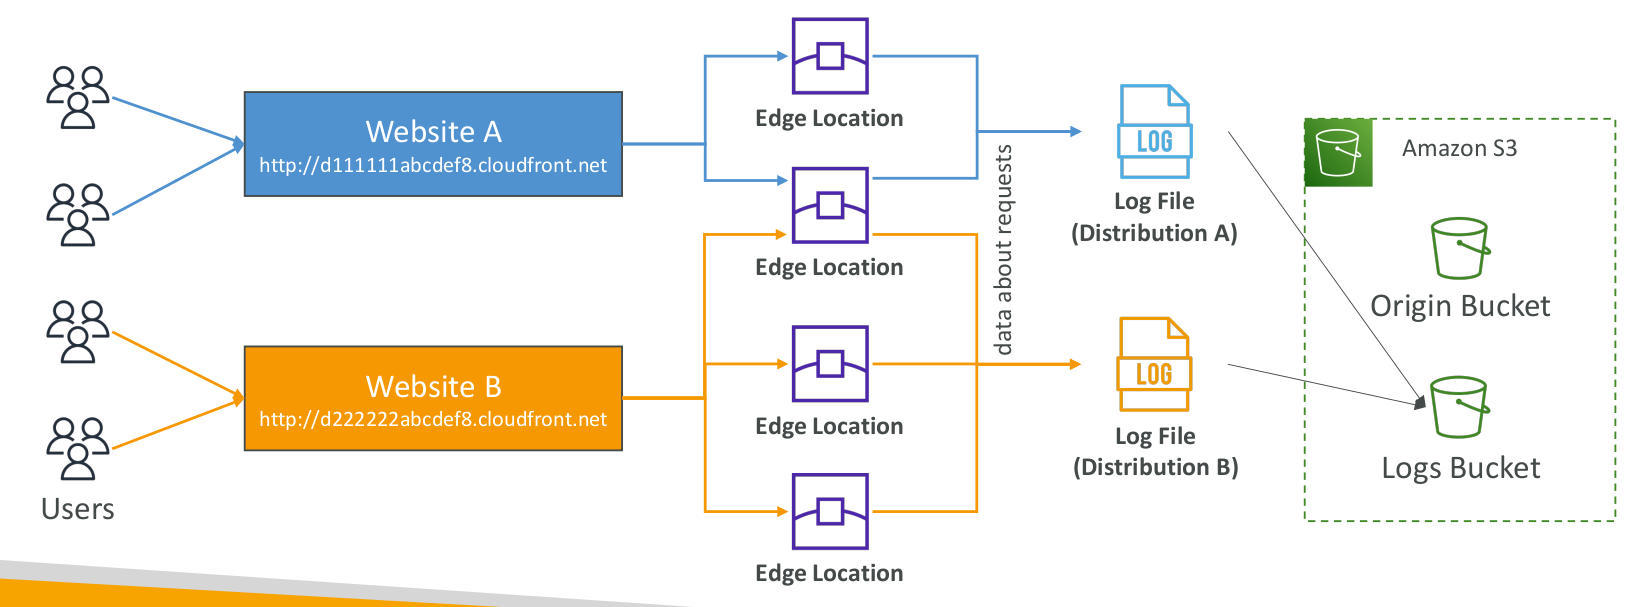 Users
Website A
http://d111111abcdef8.cloudfront.net
Website B
http://d222222abcdef8.cloudfront.net
Edge Location
Edge Location
Edge Location
Edge Location
data about requests
LOG
Log File
(Distribution A)
LOG
Log File
(Distribution B)
Amazon S3
Origin Bucket
Logs Bucket